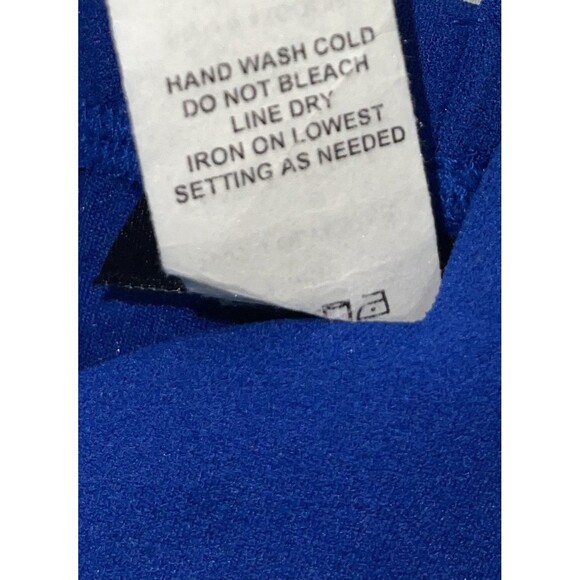 HAND WASH COLD
DO NOT BLEACH
LINE DRY
IRON ON LOWEST
SETTING AS NEEDED